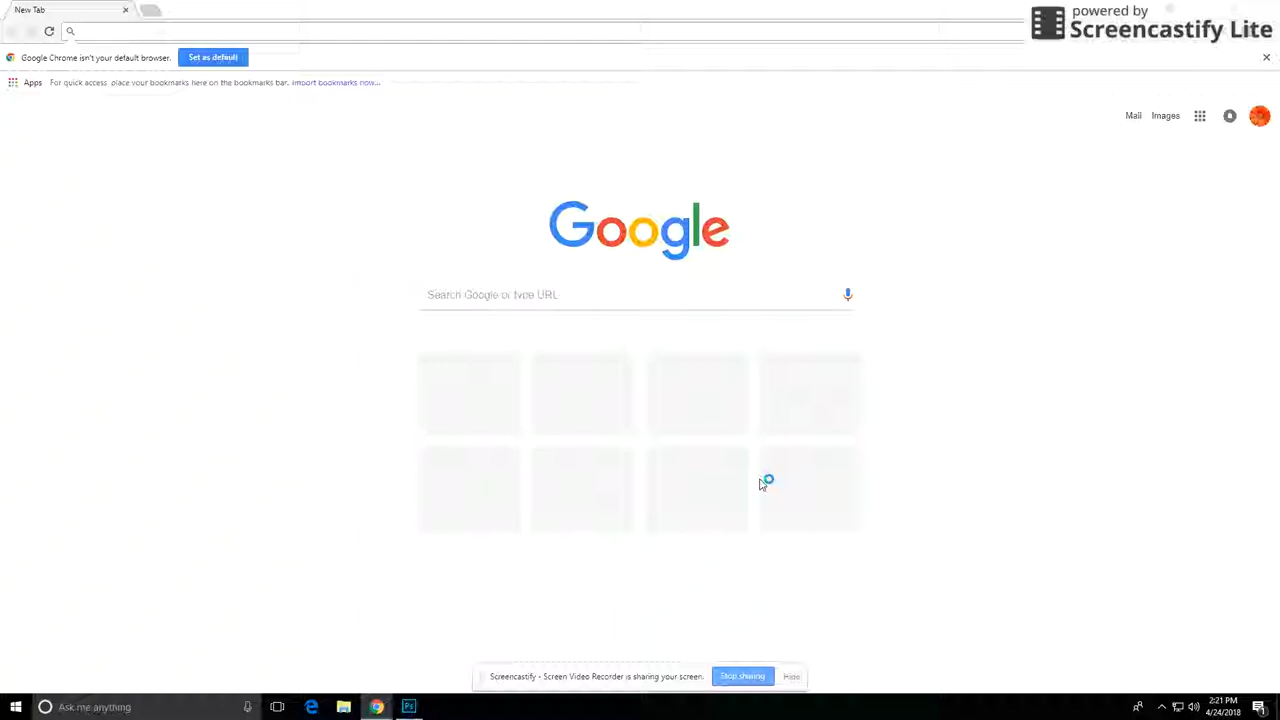 New Tab
powered by
Screencastify Lite
Google Chrome isn't your default browser.
Set as default
Apps
For quick access, place your bookmarks here on the bookmarks bar. Import bookmarks now...
Mail
Images
Google
Search Google or type URL
Screencastify - Screen Video Recorder is sharing your screen.
Stop sharing
Hide
Ask me anything
Ps
2:21 PM
4/24/2018
1